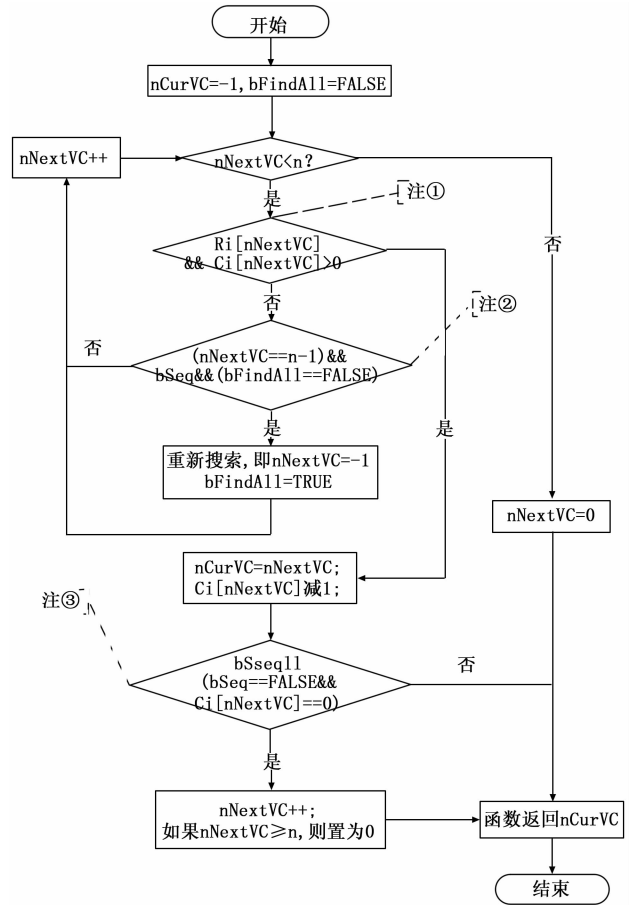 开始
nCurVC=-1,bFindAll=FALSE
nNextVC++
nNextVC<n?
是
注①
否
Ri[nNextVC]
&& Ci[nNextVC]>0
否
注②
否
(nNextVC==n-1)&&
bSeq&&(bFindAll==FALSE)
是
是
重新搜索,即nNextVC=-1
bFindAll=TRUE
nNextVC=0
nCurVC=nNextVC;
Ci[nNextVC]减1;
注③
bSseqll
(bSeq==FALSE&&
Ci[nNextVC]==0)
否
是
nNextVC++;
如果nNextVC≥n,则置为0
函数返回nCurVC
结束